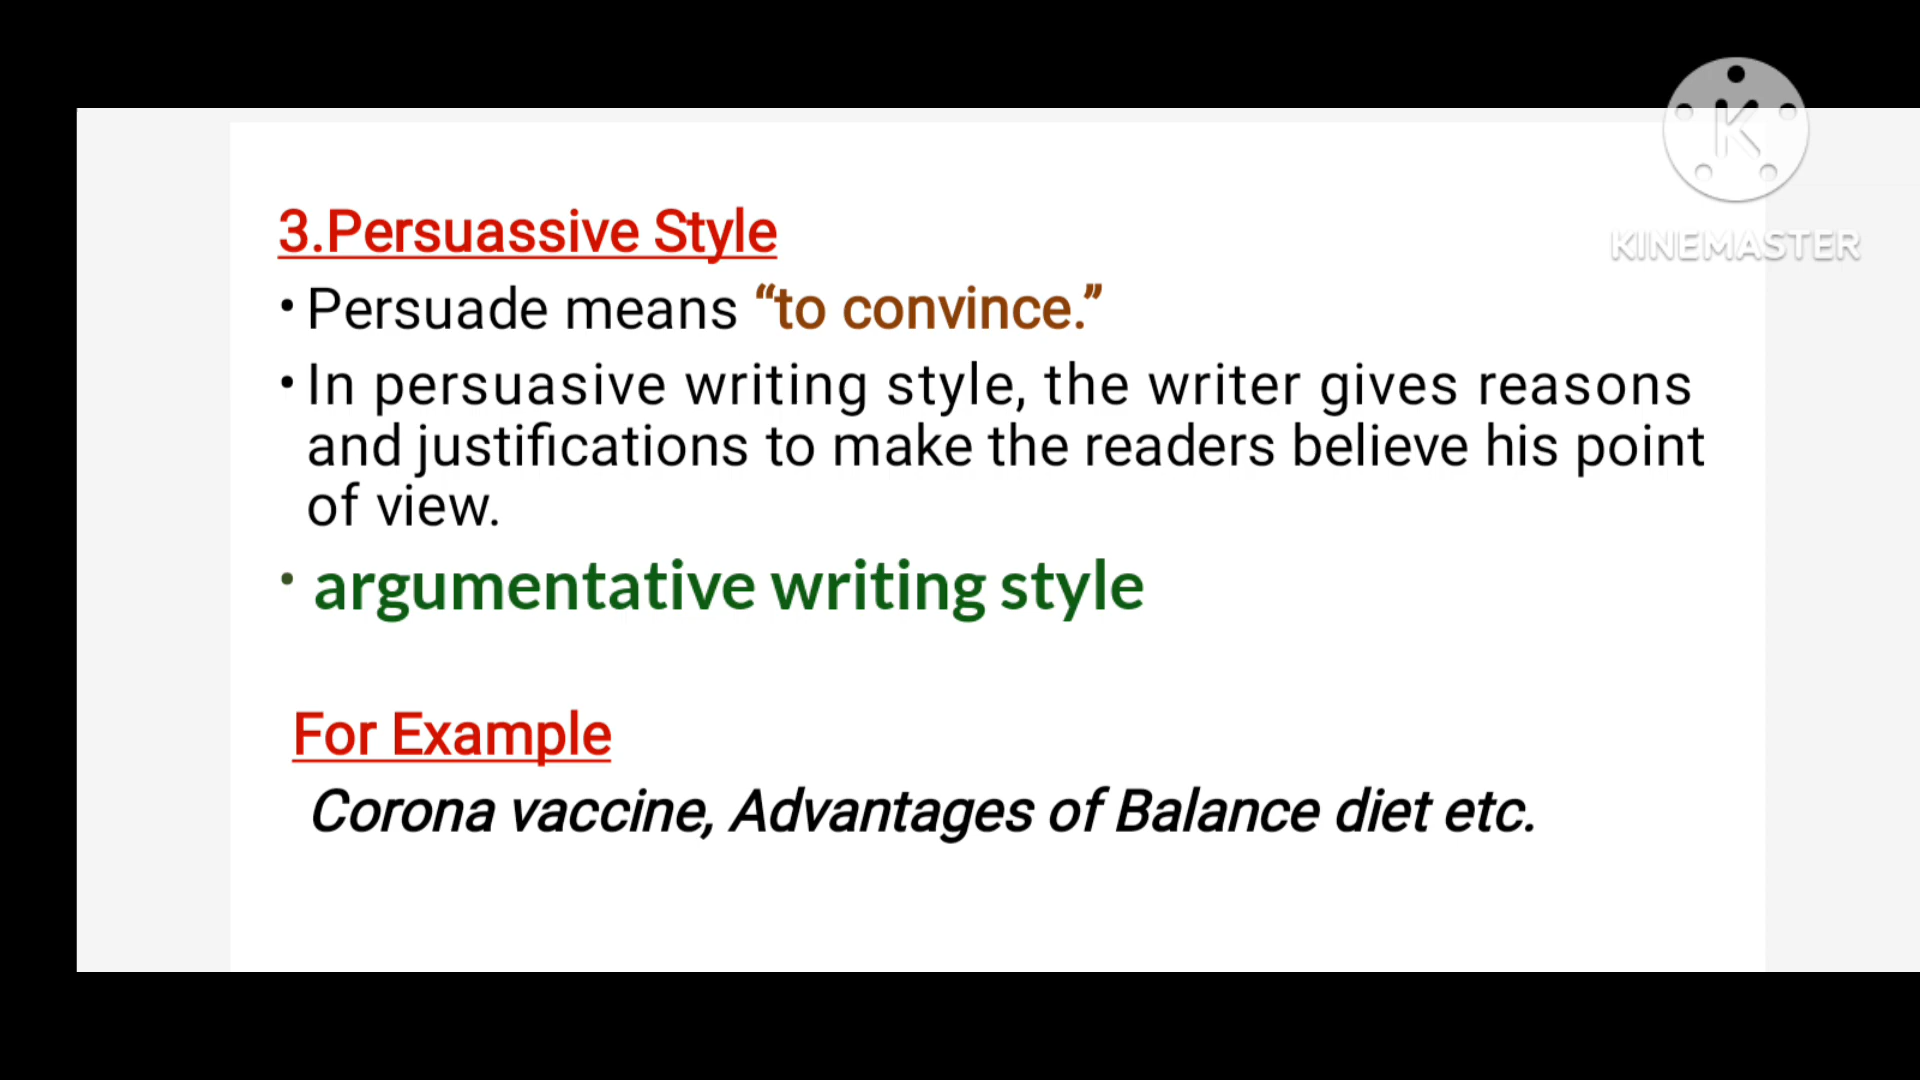 K
KINEMASTER
3.Persuassive Style
• Persuade means “to convince.”
• In persuasive writing style, the writer gives reasons
and justifications to make the readers believe his point
of view.
• argumentative writing style
For Example
Corona vaccine, Advantages of Balance diet etc.